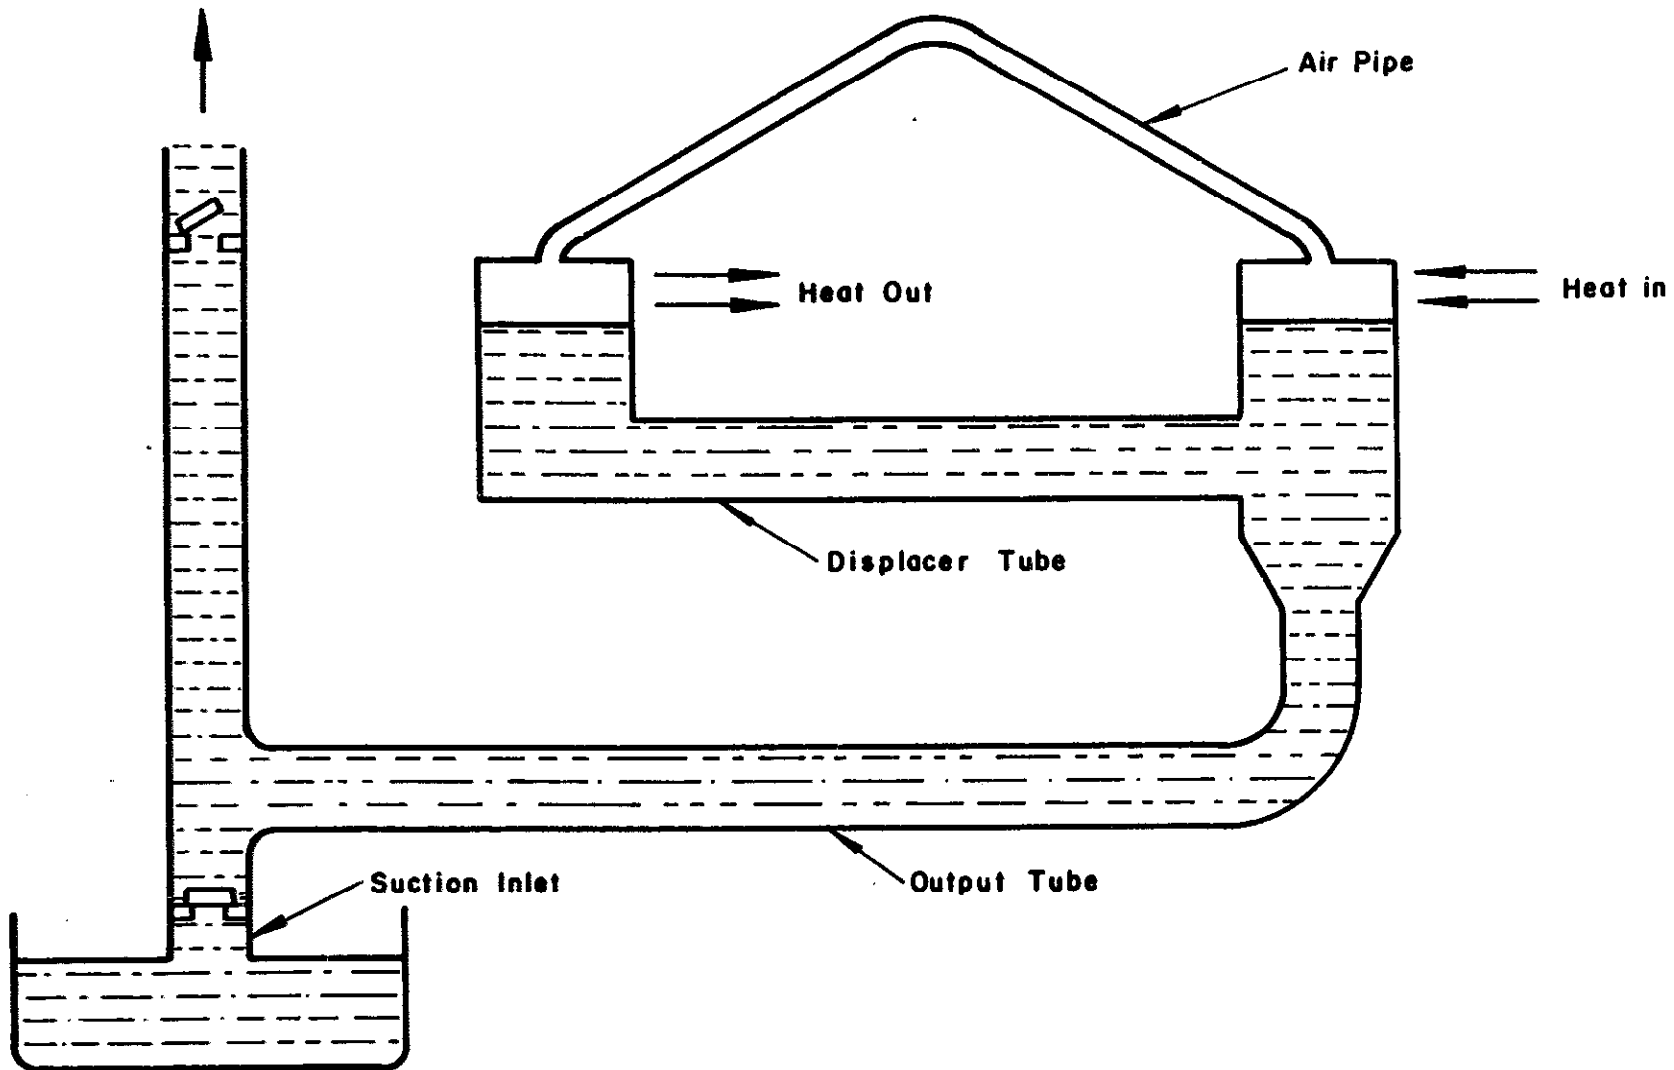 Air Pipe
Heat Out
Heat in
Displacer Tube
Suction Inlet
Output Tube